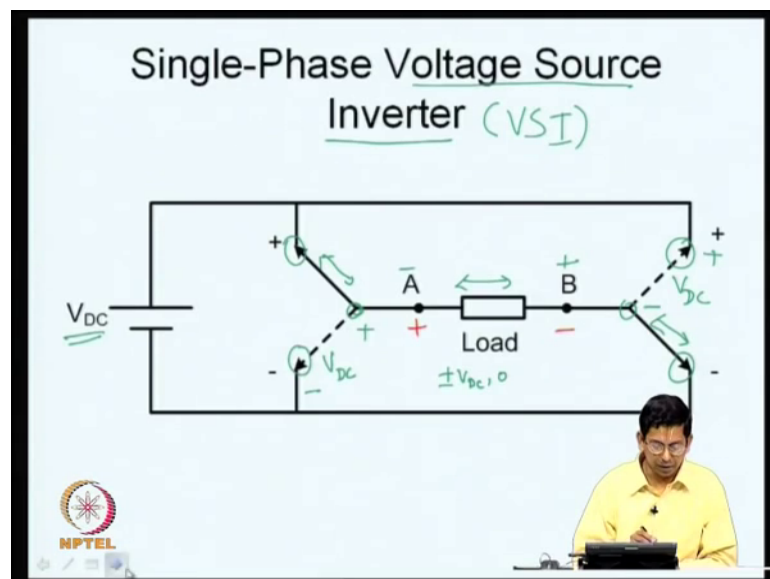 Single-Phase Voltage Source
Inverter (VSI)
+ - A + B + +
V_DC + + - - V_DC
- V_DC - Load -
±V_DC, 0
NPTEL